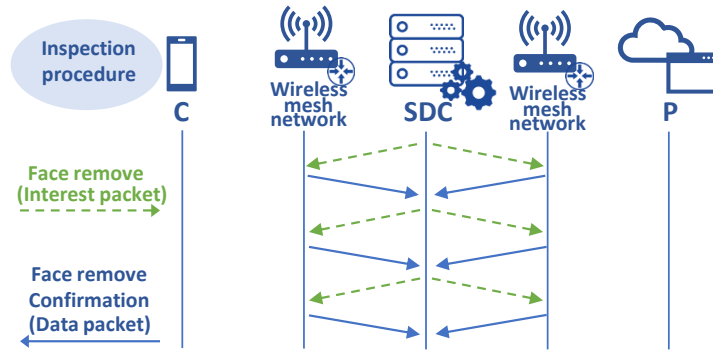 Inspection
procedure
C
Wireless
mesh
network
SDC
Wireless
mesh
network
P
Face remove
(Interest packet)
Face remove
Confirmation
(Data packet)